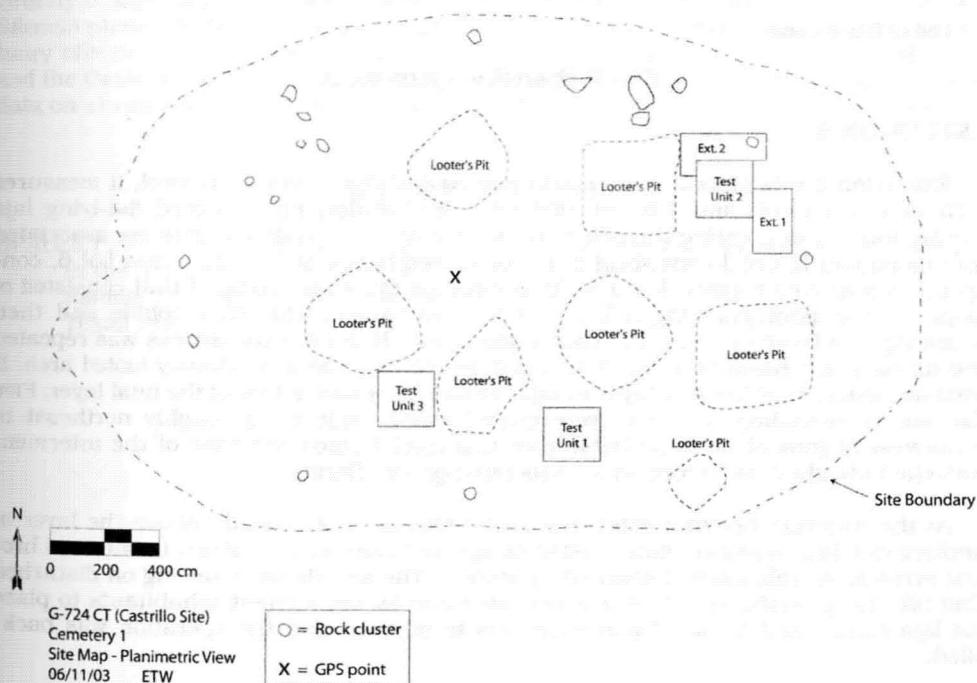 Looter's Pit
Ext. 2
Looter's Pit
Test
Unit 2
Ext. 1
X
Looter's Pit
Looter's Pit
Looter's Pit
Looter's Pit
Test
Unit 3
Test
Unit 1
Looter's Pit
Site Boundary
N
0 200 400 cm
G-724 CT (Castrillo Site)
Cemetery 1
Site Map - Planimetric View
06/11/03 ETW
= Rock cluster
X = GPS point